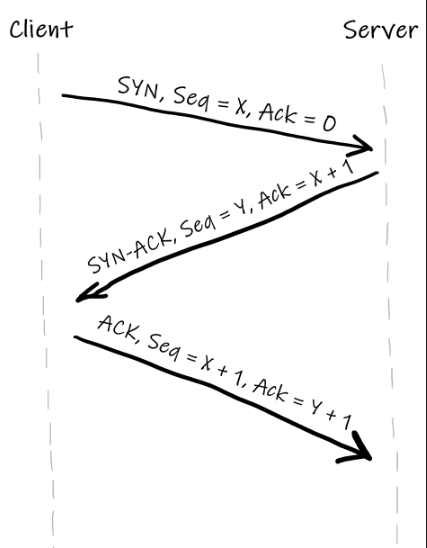 Client
Server
SYN, Seq = X, Ack = 0
SYN-ACK, Seq = Y, Ack = X + 1
ACK, Seq = X + 1, Ack = Y + 1